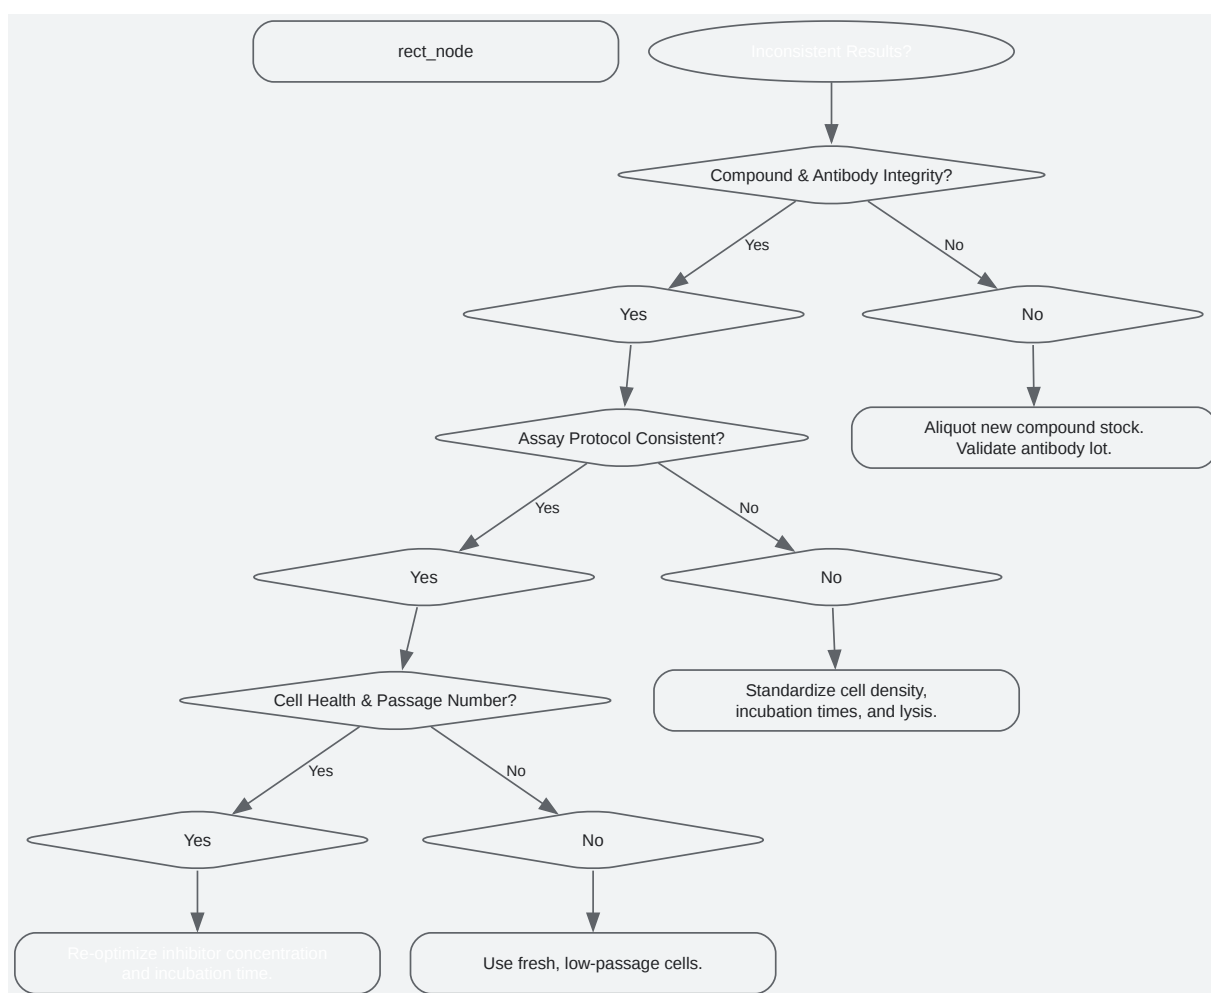 rect_node
Inconsistent Results?
Compound & Antibody Integrity?
Yes
No
Yes
No
Aliquot new compound stock.
Validate antibody lot.
Assay Protocol Consistent?
Yes
No
Yes
No
Standardize cell density,
incubation times, and lysis.
Cell Health & Passage Number?
Yes
No
Yes
No
Re-optimize inhibitor concentration
and incubation time.
Use fresh, low-passage cells.